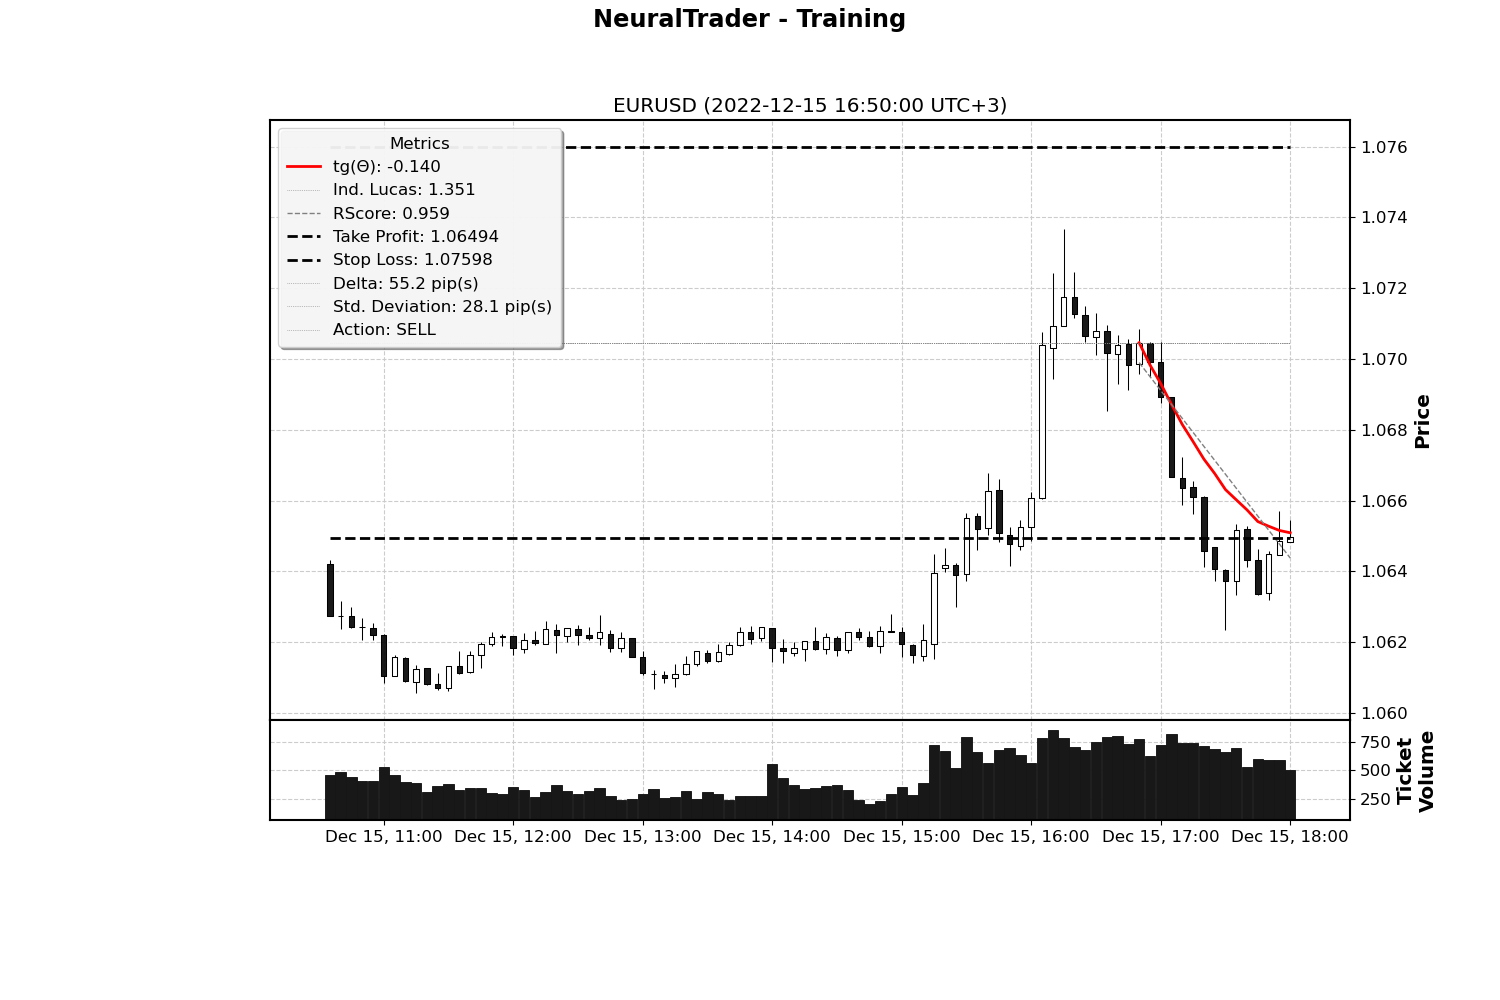 NeuralTrader - Training
EURUSD (2022-12-15 16:50:00 UTC+3)
Metrics
tg(Θ): -0.140
Ind. Lucas: 1.351
RScore: 0.959
Take Profit: 1.06494
Stop Loss: 1.07598
Delta: 55.2 pip(s)
Std. Deviation: 28.1 pip(s)
Action: SELL
1.076
1.074
1.072
1.070
1.068
1.066
1.064
1.062
1.060
Price
750
500
250
Ticket
Volume
Dec 15, 11:00
Dec 15, 12:00
Dec 15, 13:00
Dec 15, 14:00
Dec 15, 15:00
Dec 15, 16:00
Dec 15, 17:00
Dec 15, 18:00